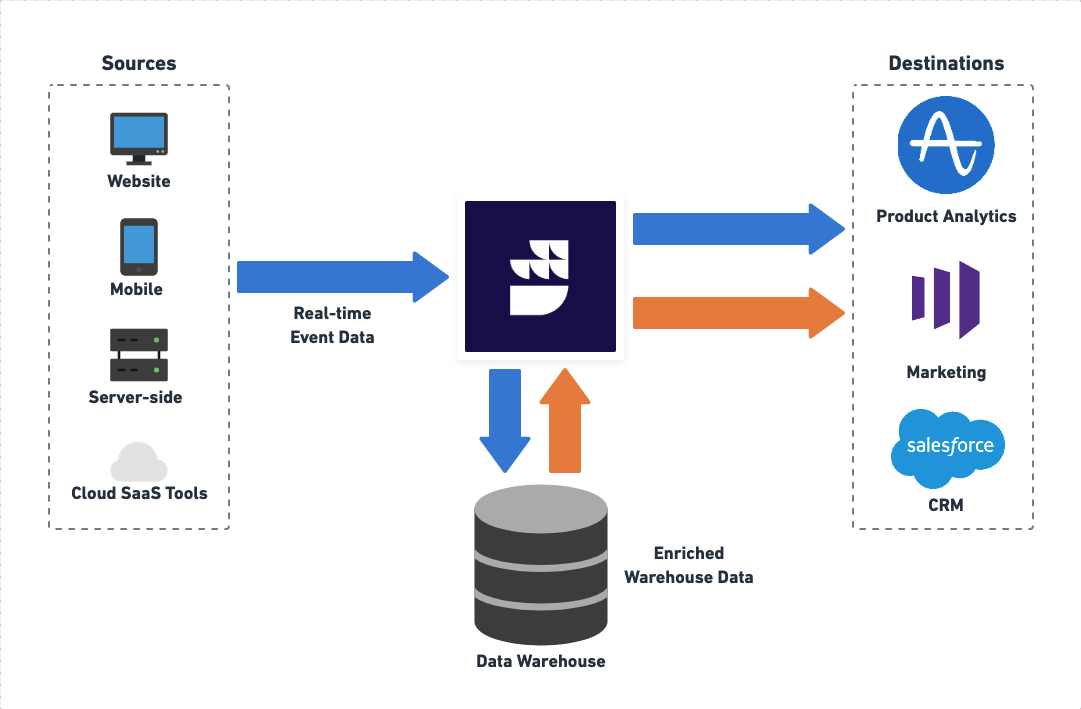 Sources
Website
Mobile
Server-side
Cloud SaaS Tools
Real-time
Event Data
Enriched
Warehouse Data
Data Warehouse
Destinations
Product Analytics
Marketing
salesforce
CRM